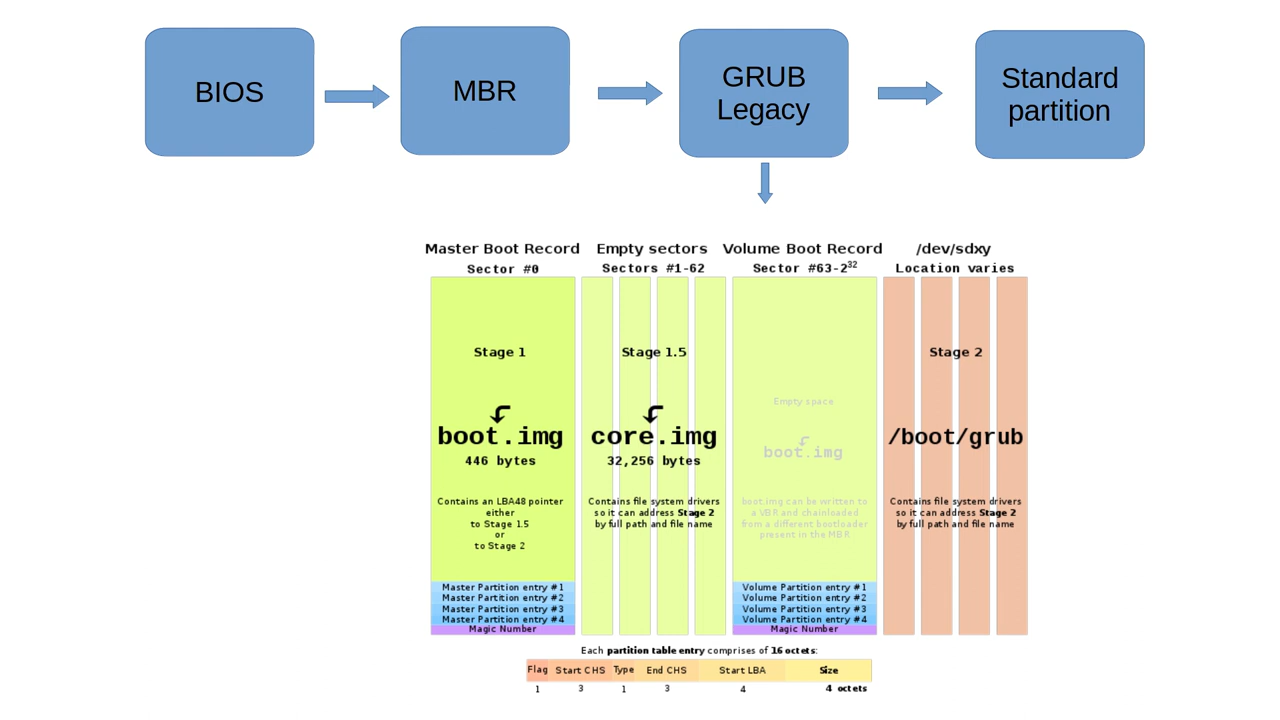 BIOS
MBR
GRUB
Legacy
Standard
partition
Master Boot Record
Sector #0
Empty sectors
Sectors #1-62
Volume Boot Record
Sector #63-2³²
/dev/sdxy
Location varies
Stage 1
boot.img
446 bytes
Contains an LBA48 pointer
either
to Stage 1.5
or
to Stage 2
Master Partition entry #1
Master Partition entry #2
Master Partition entry #3
Master Partition entry #4
Magic Number
Stage 1.5
core.img
32,256 bytes
Contains file system drivers
so it can address Stage 2
by full path and file name
Empty space
boot.img
boot.img can be written to
a VBR and chainloaded
from a different bootloader
present in the MBR
Volume Partition entry #1
Volume Partition entry #2
Volume Partition entry #3
Volume Partition entry #4
Magic Number
Stage 2
/boot/grub
Contains file system drivers
so it can address Stage 2
by full path and file name
Each partition table entry comprises of 16 octets:
Flag Start CHS Type End CHS Start LBA Size
1 3 1 3 4 4 octets